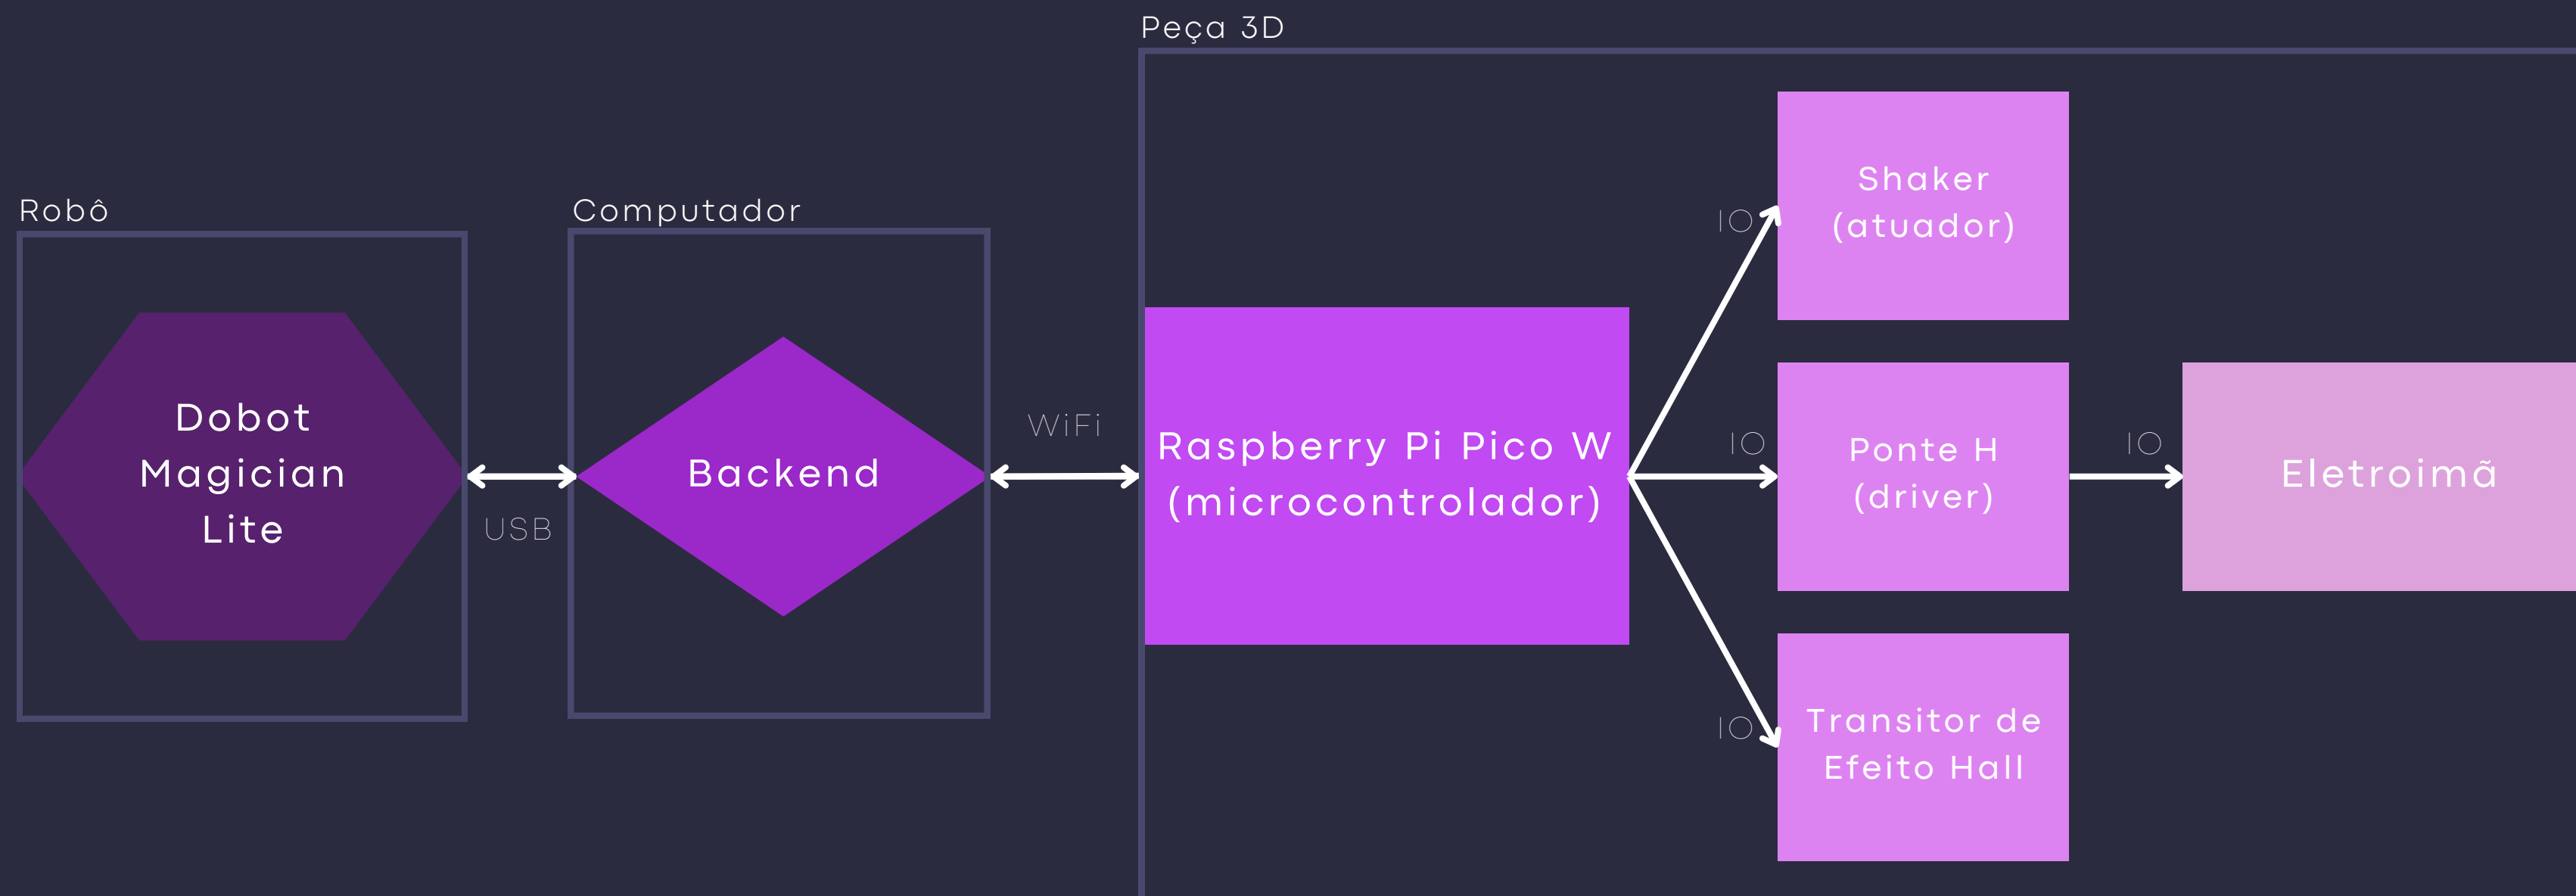 Peça 3D
Robô
Computador
Dobot
Magician
Lite
USB
Backend
WiFi
Raspberry Pi Pico W
(microcontrolador)
IO
Shaker
(atuador)
IO
Ponte H
(driver)
IO
Eletroimã
IO
Transitor de
Efeito Hall